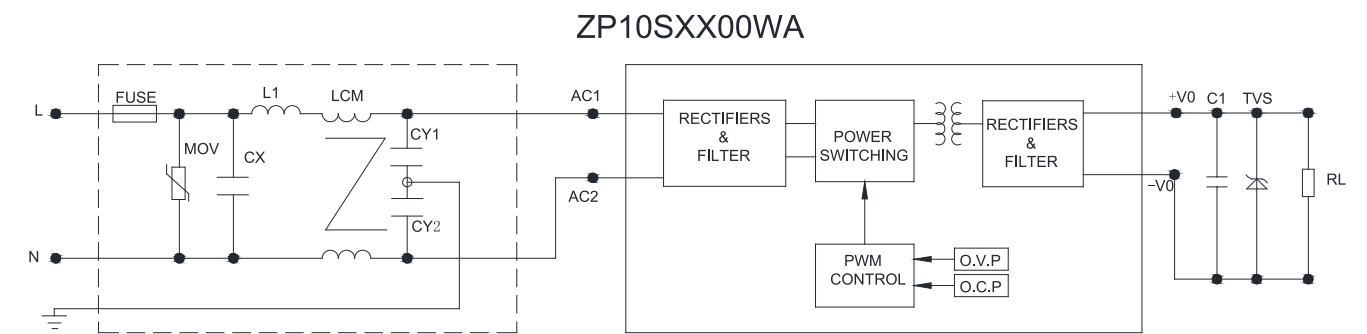 ZP10SXX00WA
L
FUSE
L1
LCM
MOV
CX
CY1
CY2
N
AC1
AC2
RECTIFIERS
&
FILTER
POWER
SWITCHING
RECTIFIERS
&
FILTER
PWM
CONTROL
O.V.P
O.C.P
+V0
C1
TVS
−V0
RL